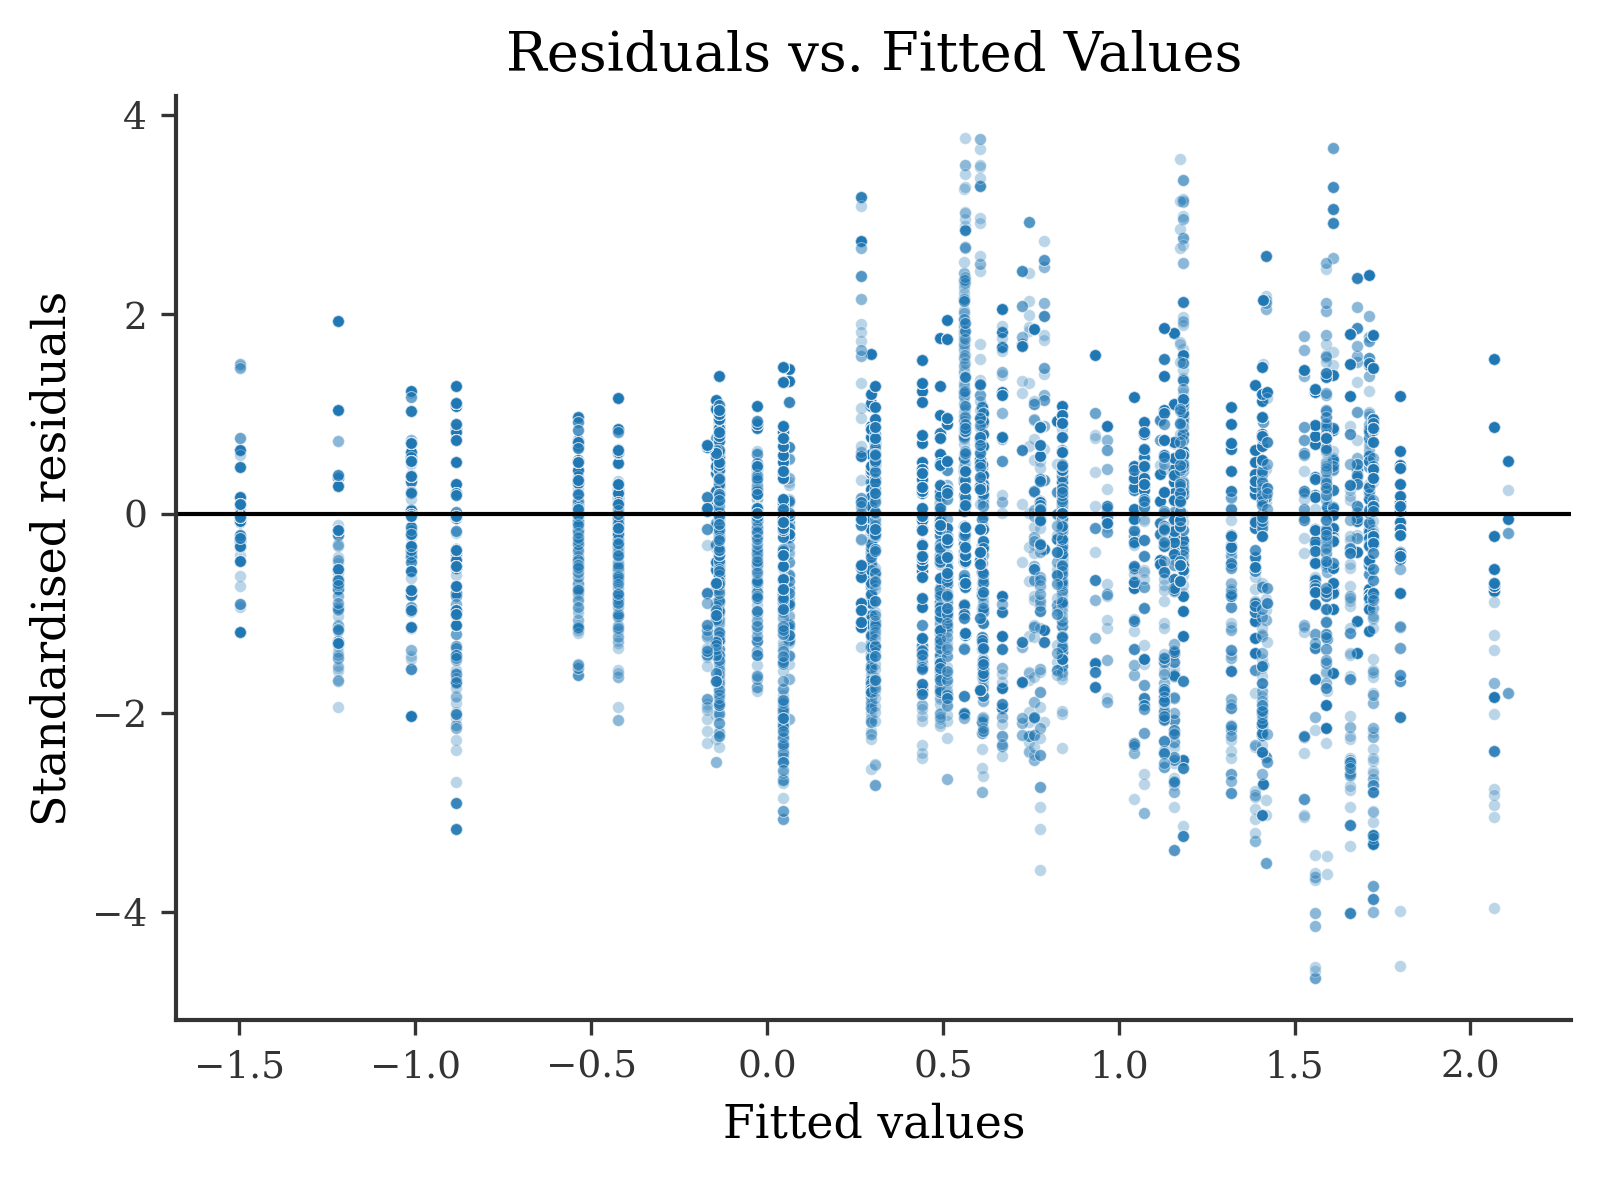 Residuals vs. Fitted Values
Standardised residuals
4
2
0
−2
−4
−1.5 −1.0 −0.5 0.0 0.5 1.0 1.5 2.0
Fitted values